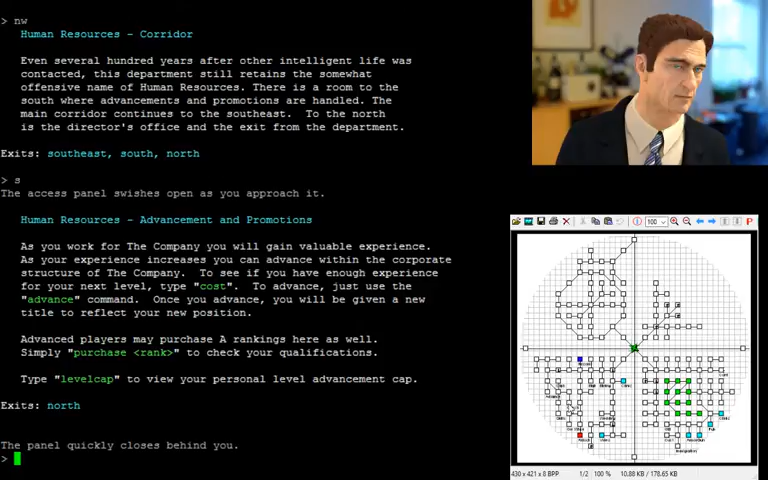 > nw
Human Resources - Corridor
Even several hundred years after other intelligent life was
contacted, this department still retains the somewhat
offensive name of Human Resources. There is a room to the
south where advancements and promotions are handled. The
main corridor continues to the southeast. To the north
is the director's office and the exit from the department.
Exits: southeast, south, north
> s
The access panel swishes open as you approach it.
Human Resources - Advancement and Promotions
As you work for The Company you will gain valuable experience.
As your experience increases you can advance within the corporate
structure of The Company. To see if you have enough experience
for your next level, type "cost". To advance, just use the
"advance" command. Once you advance, you will be given a new
title to reflect your new position.
Advanced players may purchase A rankings here as well.
Simply "purchase <rank>" to check your qualifications.
Type "levelcap" to view your personal level advancement cap.
Exits: north
The panel quickly closes behind you.
>
100
430 x 421 x 8 BPP 1/2 100 % 10.88 KB / 178.65 KB